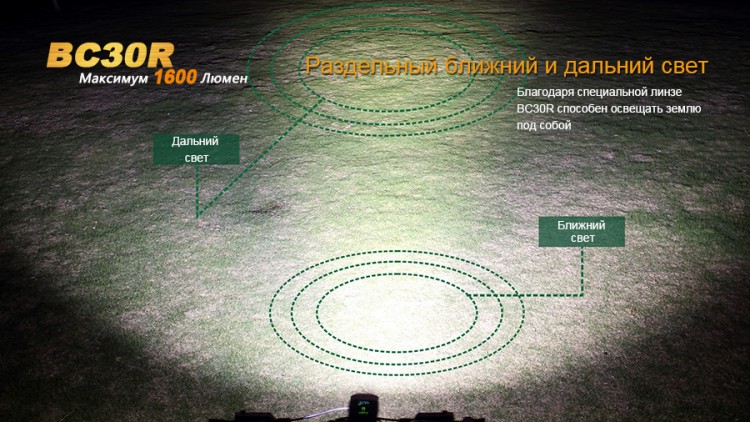 BC30R
Максимум 1600 Люмен
Раздельный ближний и дальний свет
Благодаря специальной линзе
BC30R способен освещать землю
под собой
Дальний
свет
Ближний
свет